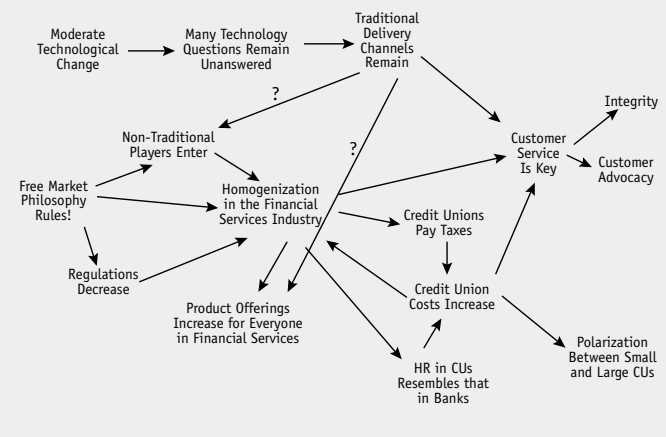 Traditional
Delivery
Channels
Remain
Moderate
Technological
Change
Many Technology
Questions Remain
Unanswered
?
?
Integrity
Non-Traditional
Players Enter
Customer
Service
Is Key
Customer
Advocacy
Free Market
Philosophy
Rules!
Homogenization
in the Financial
Services Industry
Credit Unions
Pay Taxes
Regulations
Decrease
Credit Union
Costs Increase
Product Offerings
Increase for Everyone
in Financial Services
Polarization
Between Small
and Large CUs
HR in CUs
Resembles that
in Banks